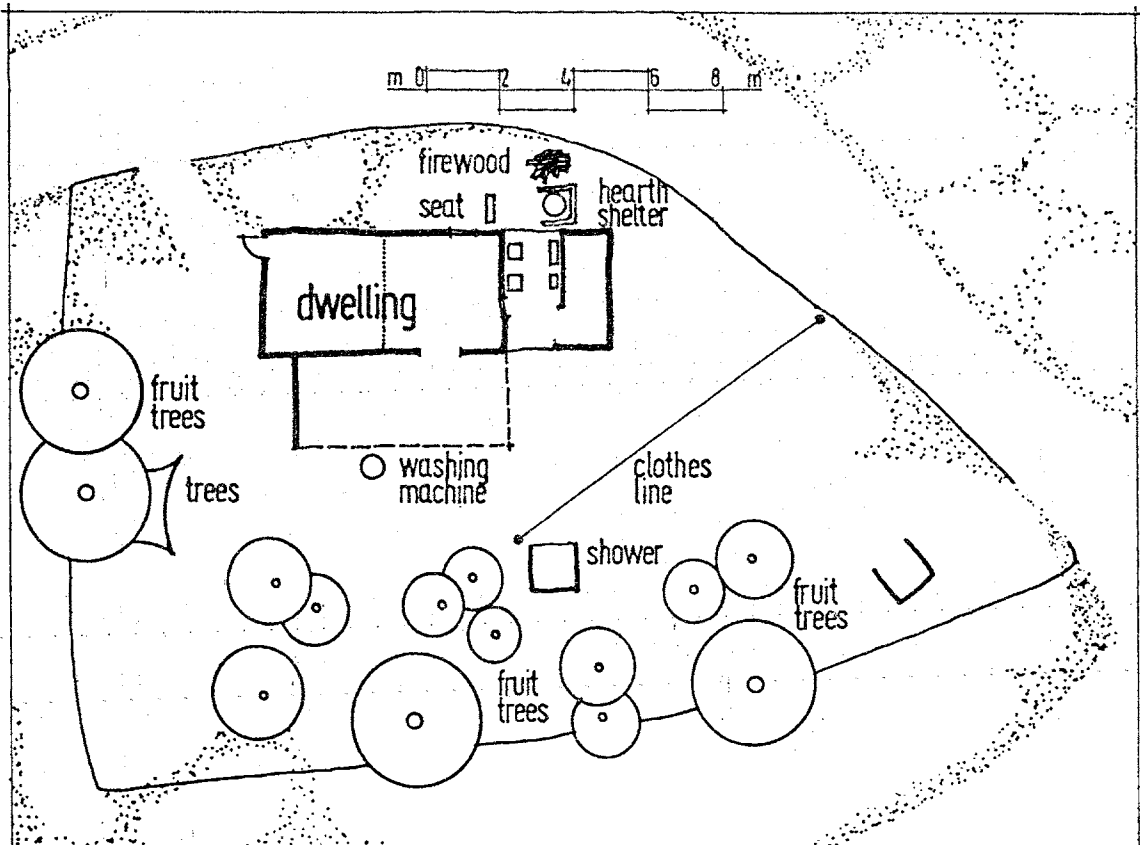 m 0 2 4 6 8 m
firewood
hearth
shelter
seat
dwelling
fruit
trees
trees
washing
machine
clothes
line
shower
fruit
trees
fruit
trees